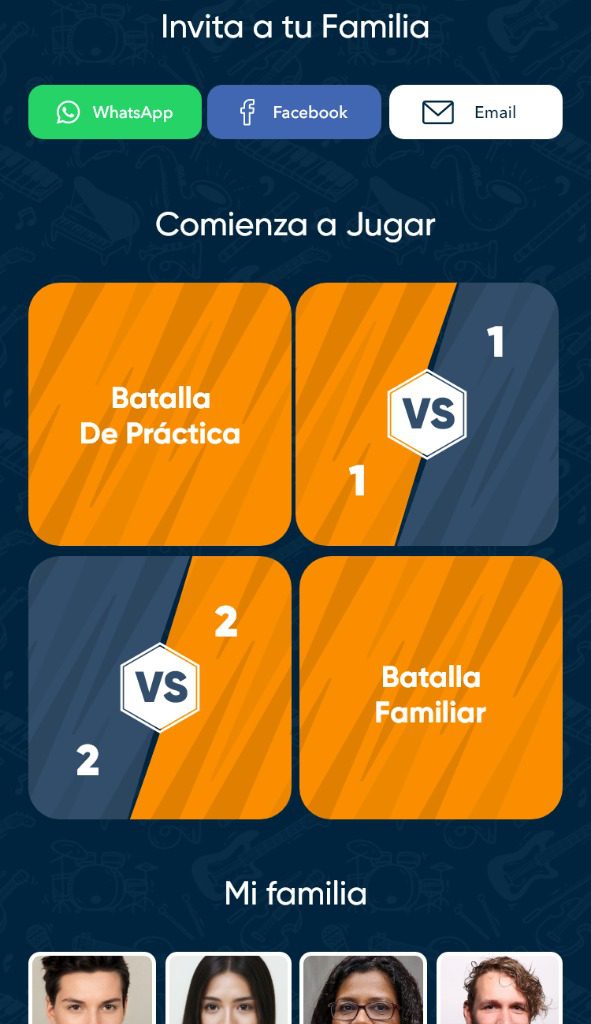 Invita a tu Familia
WhatsApp
Facebook
Email
Comienza a Jugar
Batalla
De Práctica
1
VS
1
2
VS
2
Batalla
Familiar
Mi familia